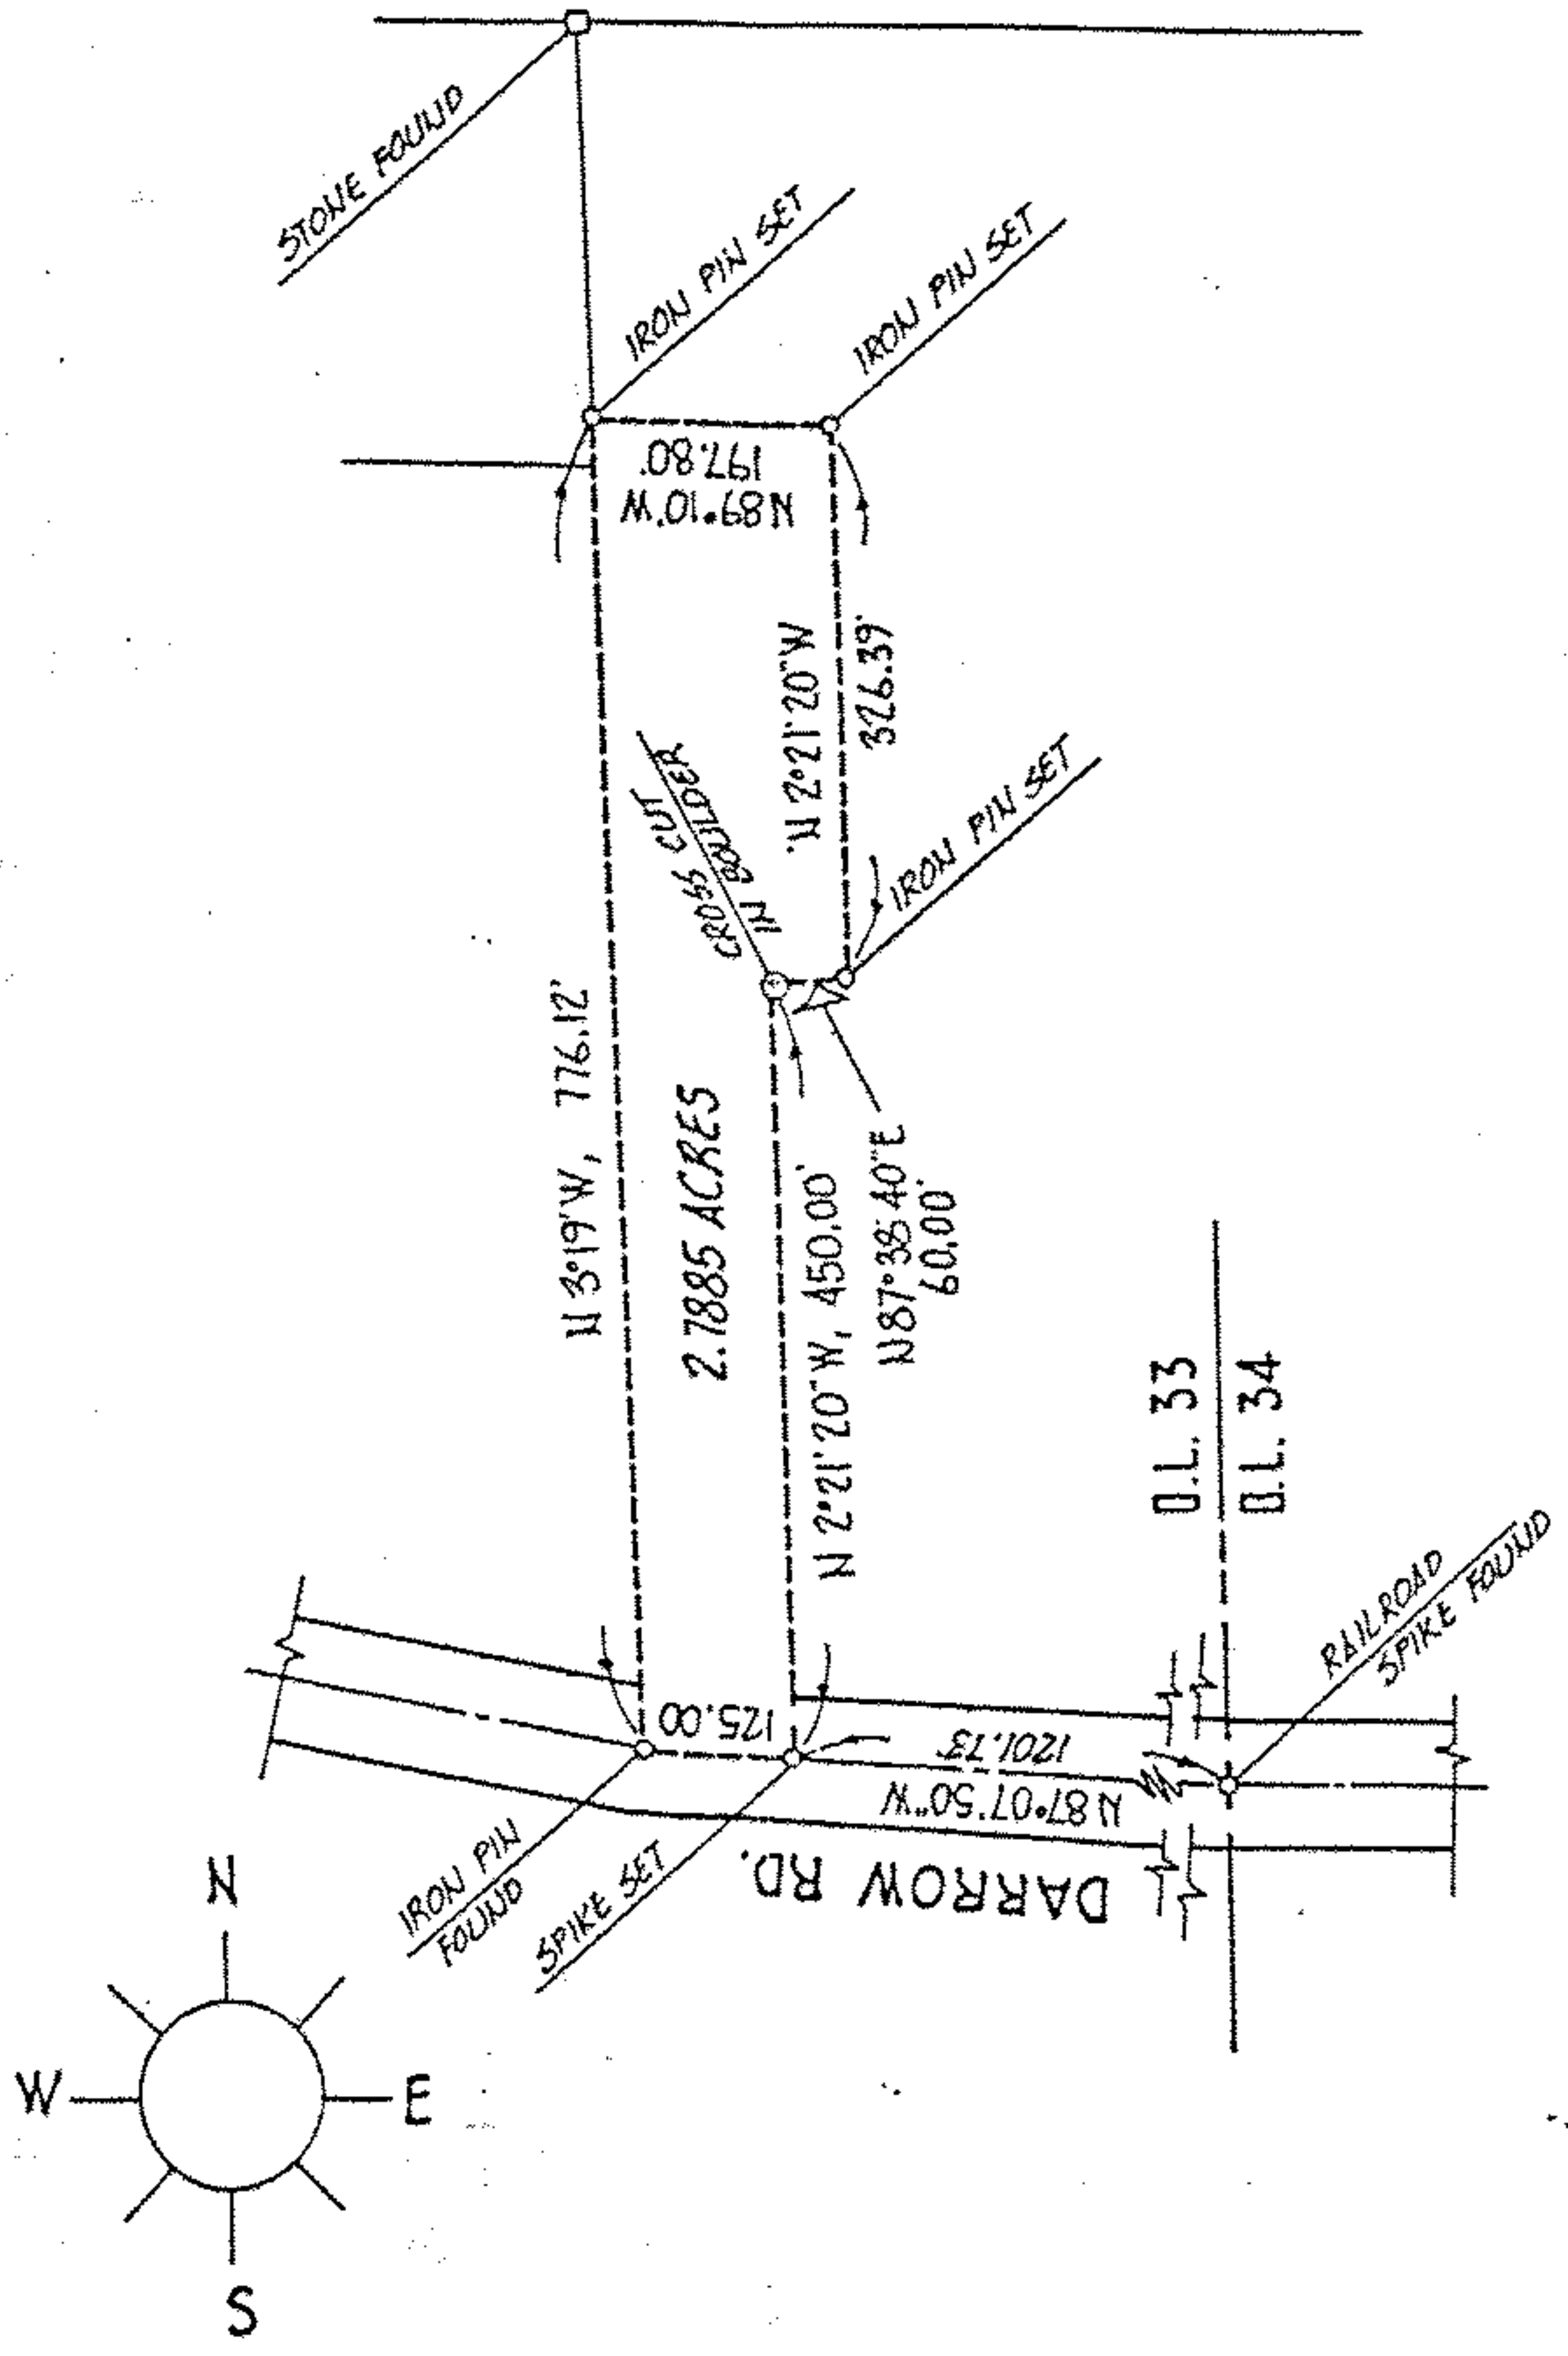 STONE FOUND
IRON PIN SET
IRON PIN SET
N89°10'W
197.80'
N 2°21'20"W
326.39'
CROSS CUT
IN BOULDER
IRON PIN SET
N 3°19'W, 776.12'
2.7885 ACRES
N 2°21'20"W, 450.00'
N87°38'40"E
60.00'
O.L. 33
O.L. 34
RAILROAD
SPIKE FOUND
125.00
1201.73'
N87°07'50"W
DARROW RD.
IRON PIN
FOUND
SPIKE SET
N
W
E
S